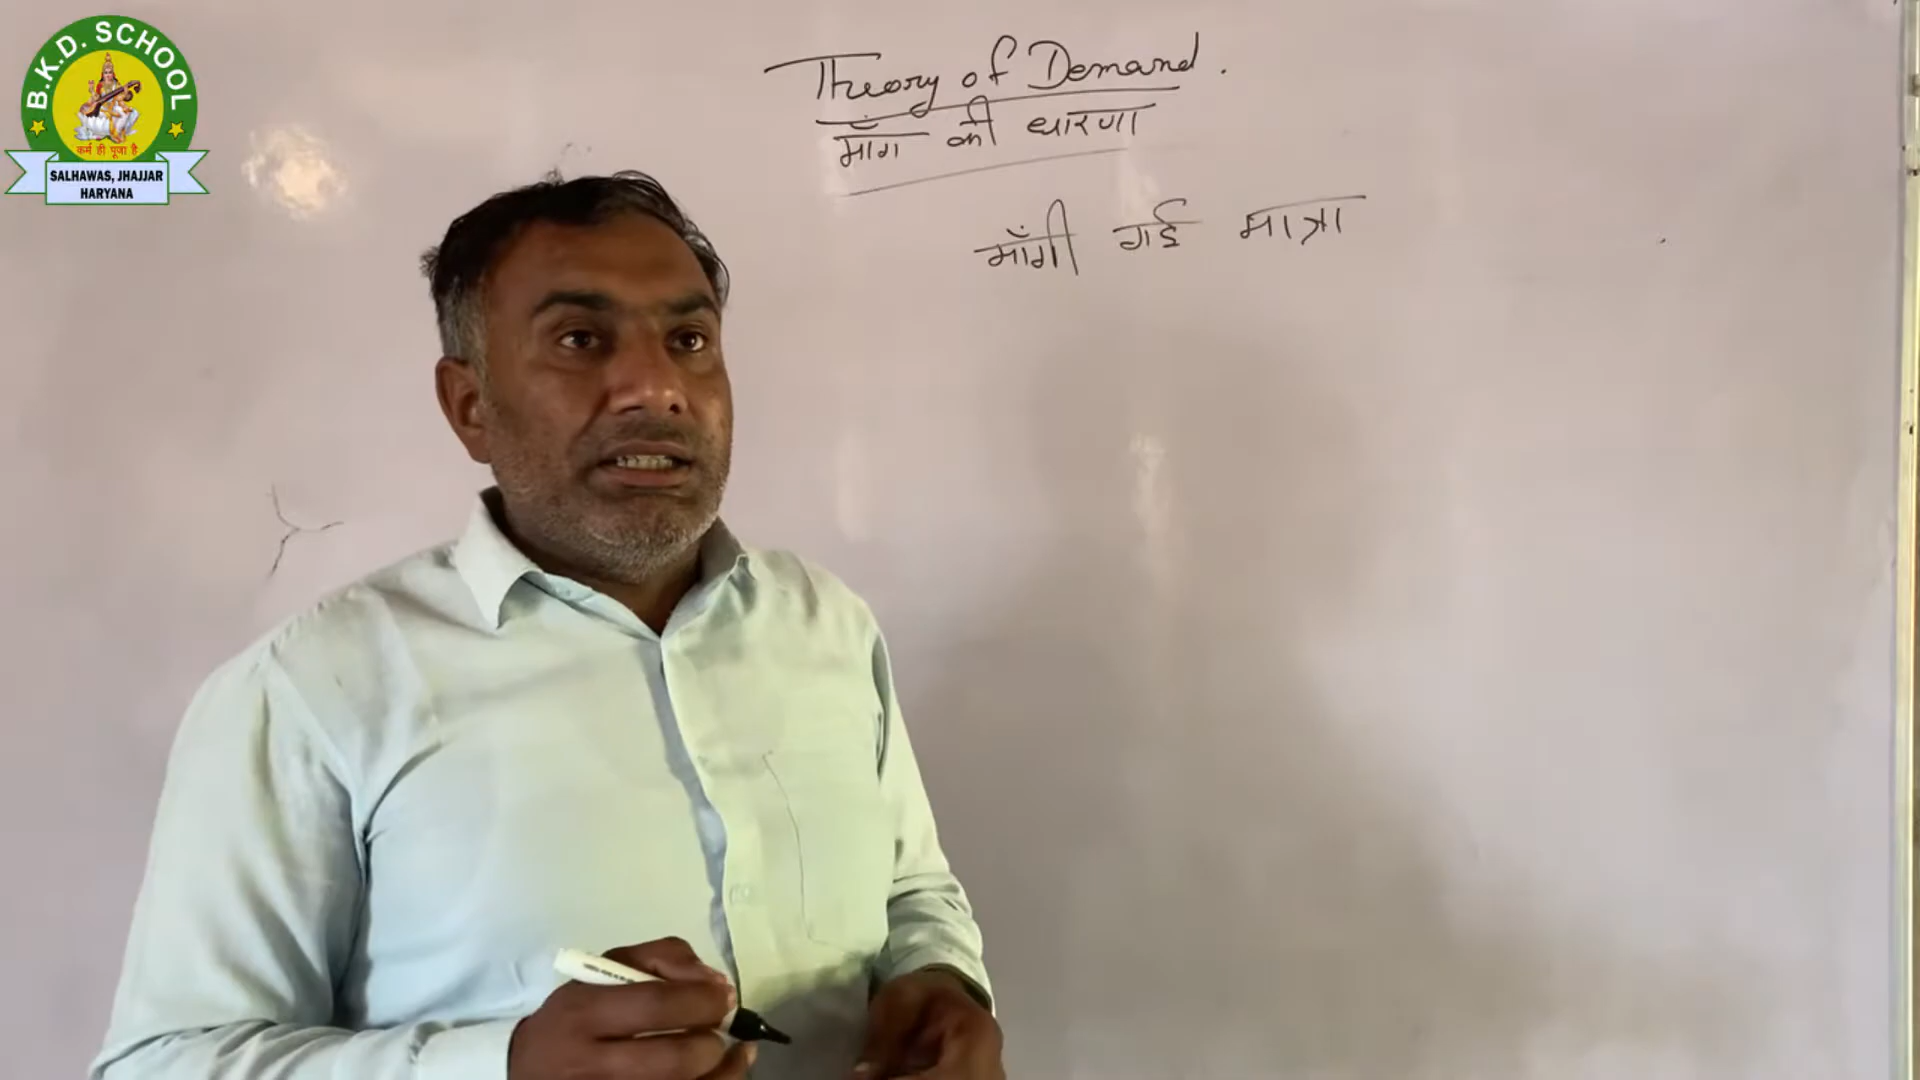 B.K.D. SCHOOL
कर्म ही पूजा है
SALHAWAS, JHAJJAR
HARYANA
Theory of Demand.
माँग की धारणा
माँगी गई मात्रा